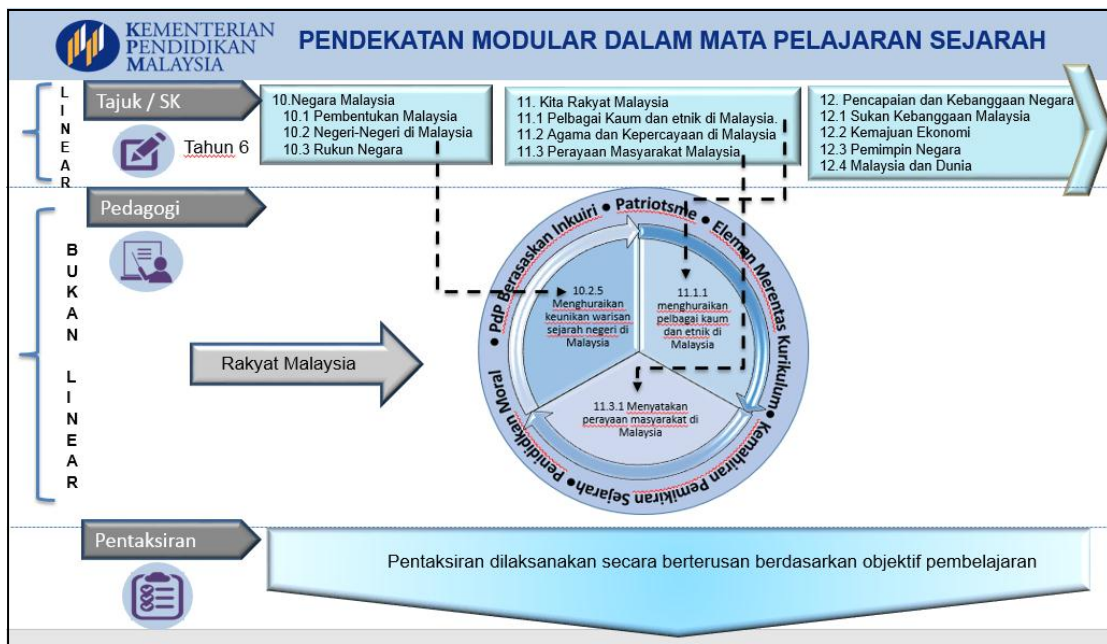 KEMENTERIAN
PENDIDIKAN
MALAYSIA
PENDEKATAN MODULAR DALAM MATA PELAJARAN SEJARAH
LINEAR
Tajuk / SK
Tahun 6
10.Negara Malaysia
10.1 Pembentukan Malaysia
10.2 Negeri-Negeri di Malaysia
10.3 Rukun Negara
11. Kita Rakyat Malaysia
11.1 Pelbagai Kaum dan etnik di Malaysia.
11.2 Agama dan Kepercayaan di Malaysia
11.3 Perayaan Masyarakat Malaysia
12. Pencapaian dan Kebanggaan Negara
12.1 Sukan Kebanggaan Malaysia
12.2 Kemajuan Ekonomi
12.3 Pemimpin Negara
12.4 Malaysia dan Dunia
BUKAN LINEAR
Pedagogi
Rakyat Malaysia
• PdP Berasaskan Inkuiri • Patriotsme • Eleman Merentas Kurikulum • Kemahiran Pemikiran Sejarah • Penididkan Moral
10.2.5
Menghuraikan
keunikan warisan
sejarah negeri di
Malaysia
11.1.1
menghuraikan
pelbagai kaum
dan etnik di
Malaysia
11.3.1 Menyatakan
perayaan masyarakat di
Malaysia
Pentaksiran
Pentaksiran dilaksanakan secara berterusan berdasarkan objektif pembelajaran